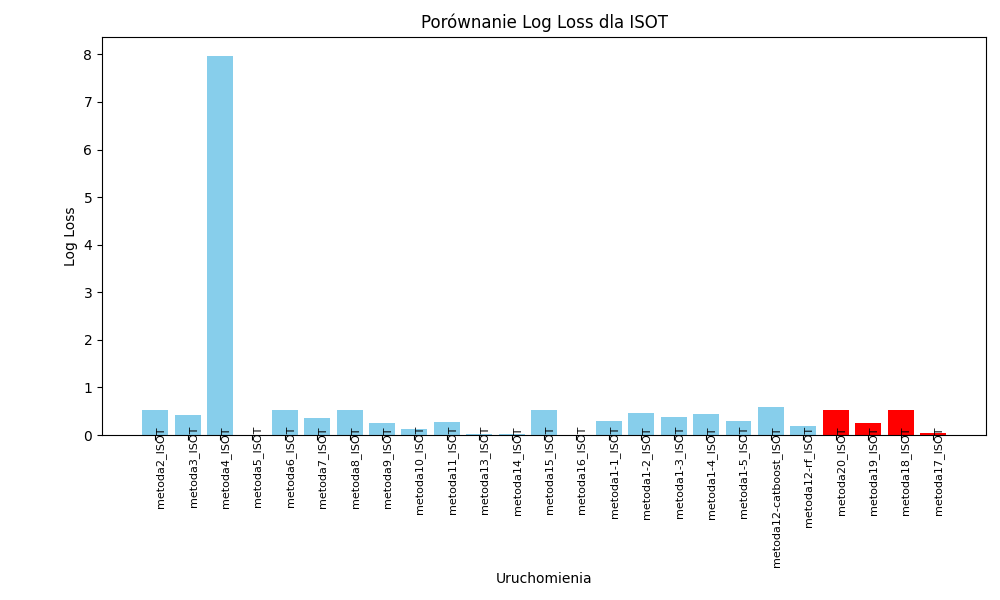 Porównanie Log Loss dla ISOT
8
7
6
5
4
3
2
1
0
Log Loss
metoda2_ISOT
metoda3_ISOT
metoda4_ISOT
metoda5_ISOT
metoda6_ISOT
metoda7_ISOT
metoda8_ISOT
metoda9_ISOT
metoda10_ISOT
metoda11_ISOT
metoda13_ISOT
metoda14_ISOT
metoda15_ISOT
metoda16_ISOT
metoda1-1_ISOT
metoda1-2_ISOT
metoda1-3_ISOT
metoda1-4_ISOT
metoda1-5_ISOT
metoda12-catboost_ISOT
metoda12-rf_ISOT
metoda20_ISOT
metoda19_ISOT
metoda18_ISOT
metoda17_ISOT
Uruchomienia